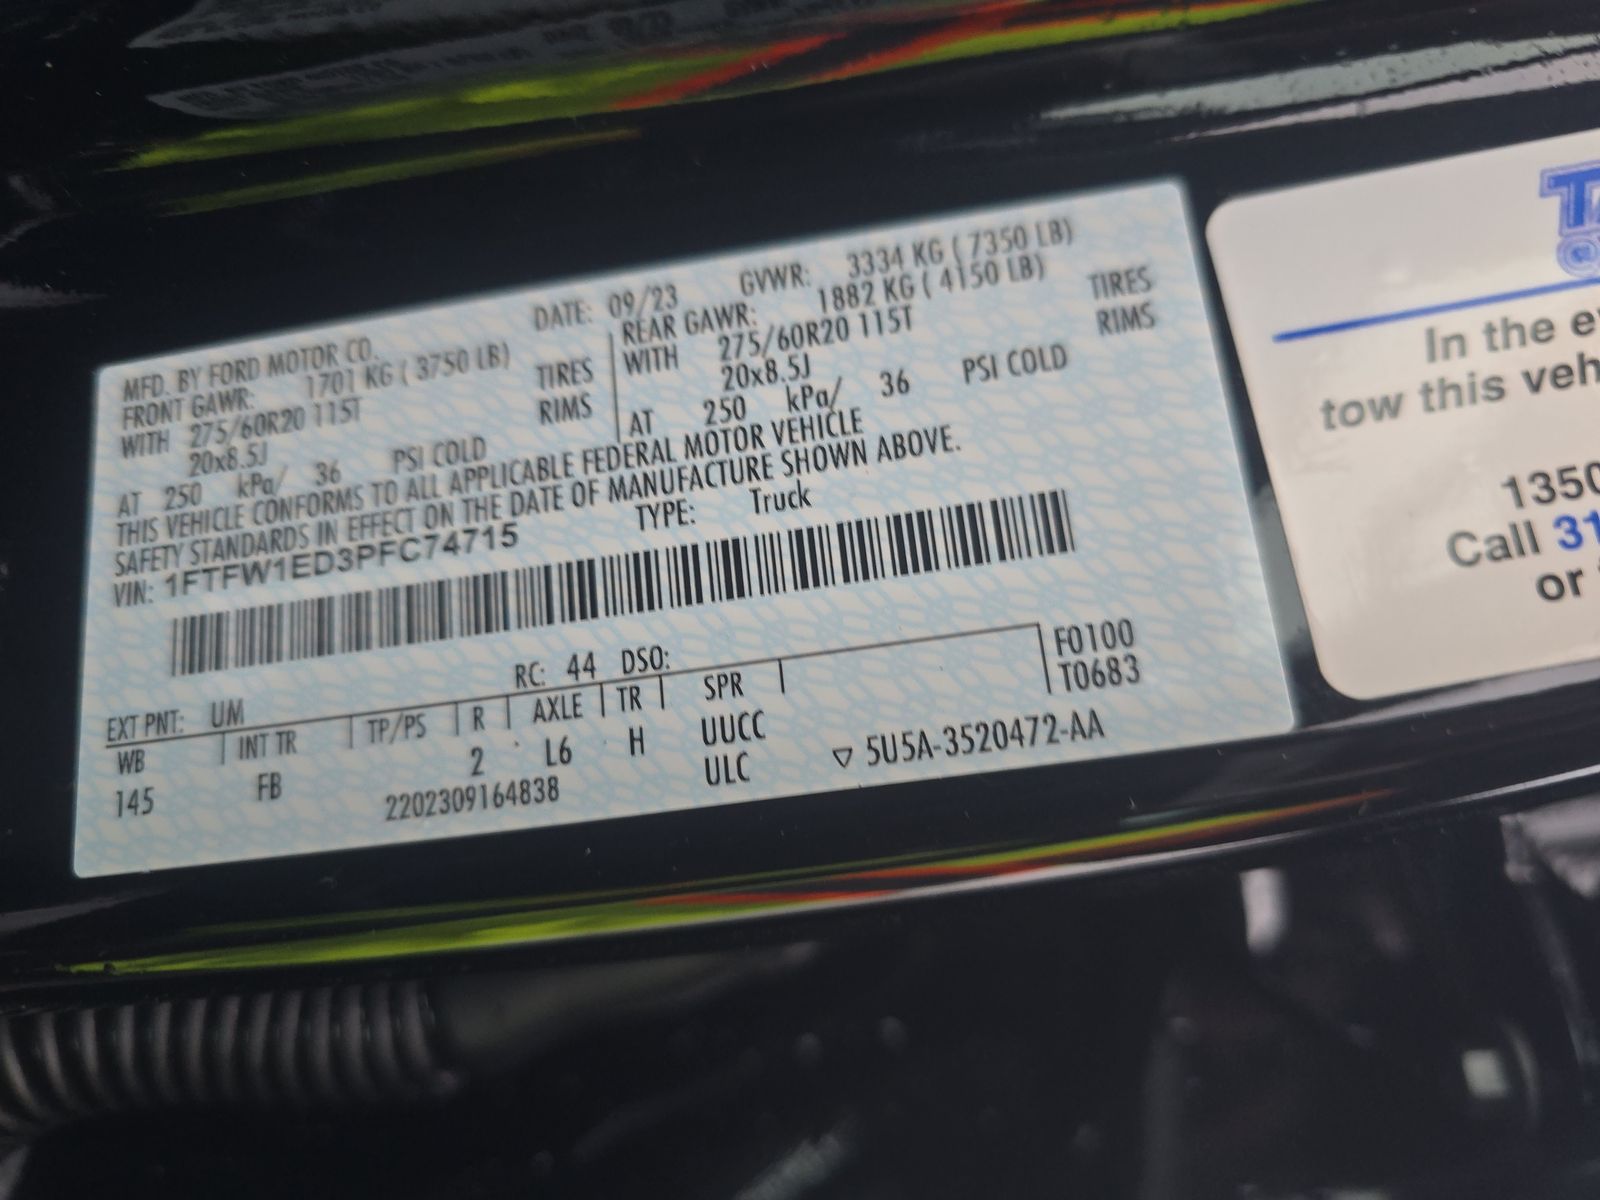 MFD. BY FORD MOTOR CO.
DATE: 09/23 GVWR: 3334 KG ( 7350 LB)
FRONT GAWR: 1701 KG ( 3750 LB)
WITH 275/60R20 115T TIRES
20x8.5J RIMS
AT 250 kPa/ 36 PSI COLD
REAR GAWR: 1882 KG ( 4150 LB)
WITH 275/60R20 115T TIRES
20x8.5J RIMS
AT 250 kPa/ 36 PSI COLD
THIS VEHICLE CONFORMS TO ALL APPLICABLE FEDERAL MOTOR VEHICLE
SAFETY STANDARDS IN EFFECT ON THE DATE OF MANUFACTURE SHOWN ABOVE.
VIN: 1FTFW1ED3PFC74715 TYPE: Truck
F0100
T0683
EXT PNT: UM RC: 44 DSO:
WB INT TR TP/PS R AXLE TR SPR
145 FB 2 L6 H UUCC
2202309164838 ULC ▽ 5U5A-3520472-AA
In the e
tow this veh
1350
Call 31
or